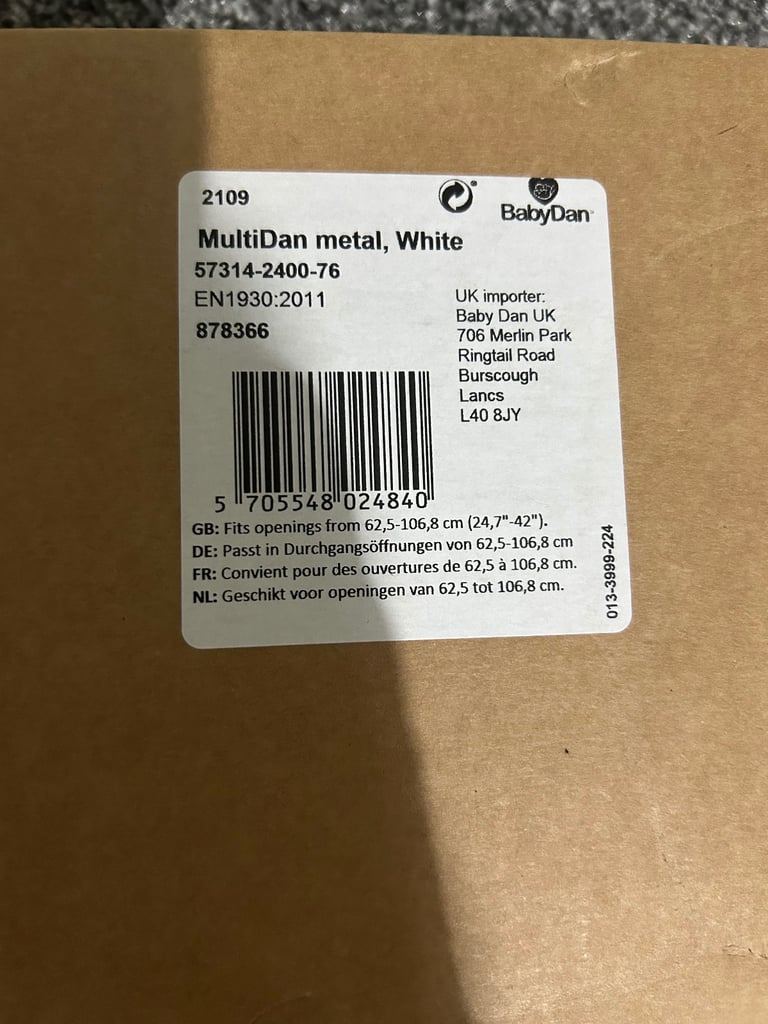 2109
BabyDan
MultiDan metal, White
57314-2400-76
EN1930:2011
878366
UK importer:
Baby Dan UK
706 Merlin Park
Ringtail Road
Burscough
Lancs
L40 8JY
5 705548 024840
GB: Fits openings from 62,5-106,8 cm (24,7"-42").
DE: Passt in Durchgangsöffnungen von 62,5-106,8 cm
FR: Convient pour des ouvertures de 62,5 à 106,8 cm.
NL: Geschikt voor openingen van 62,5 tot 106,8 cm.
013-3999-224